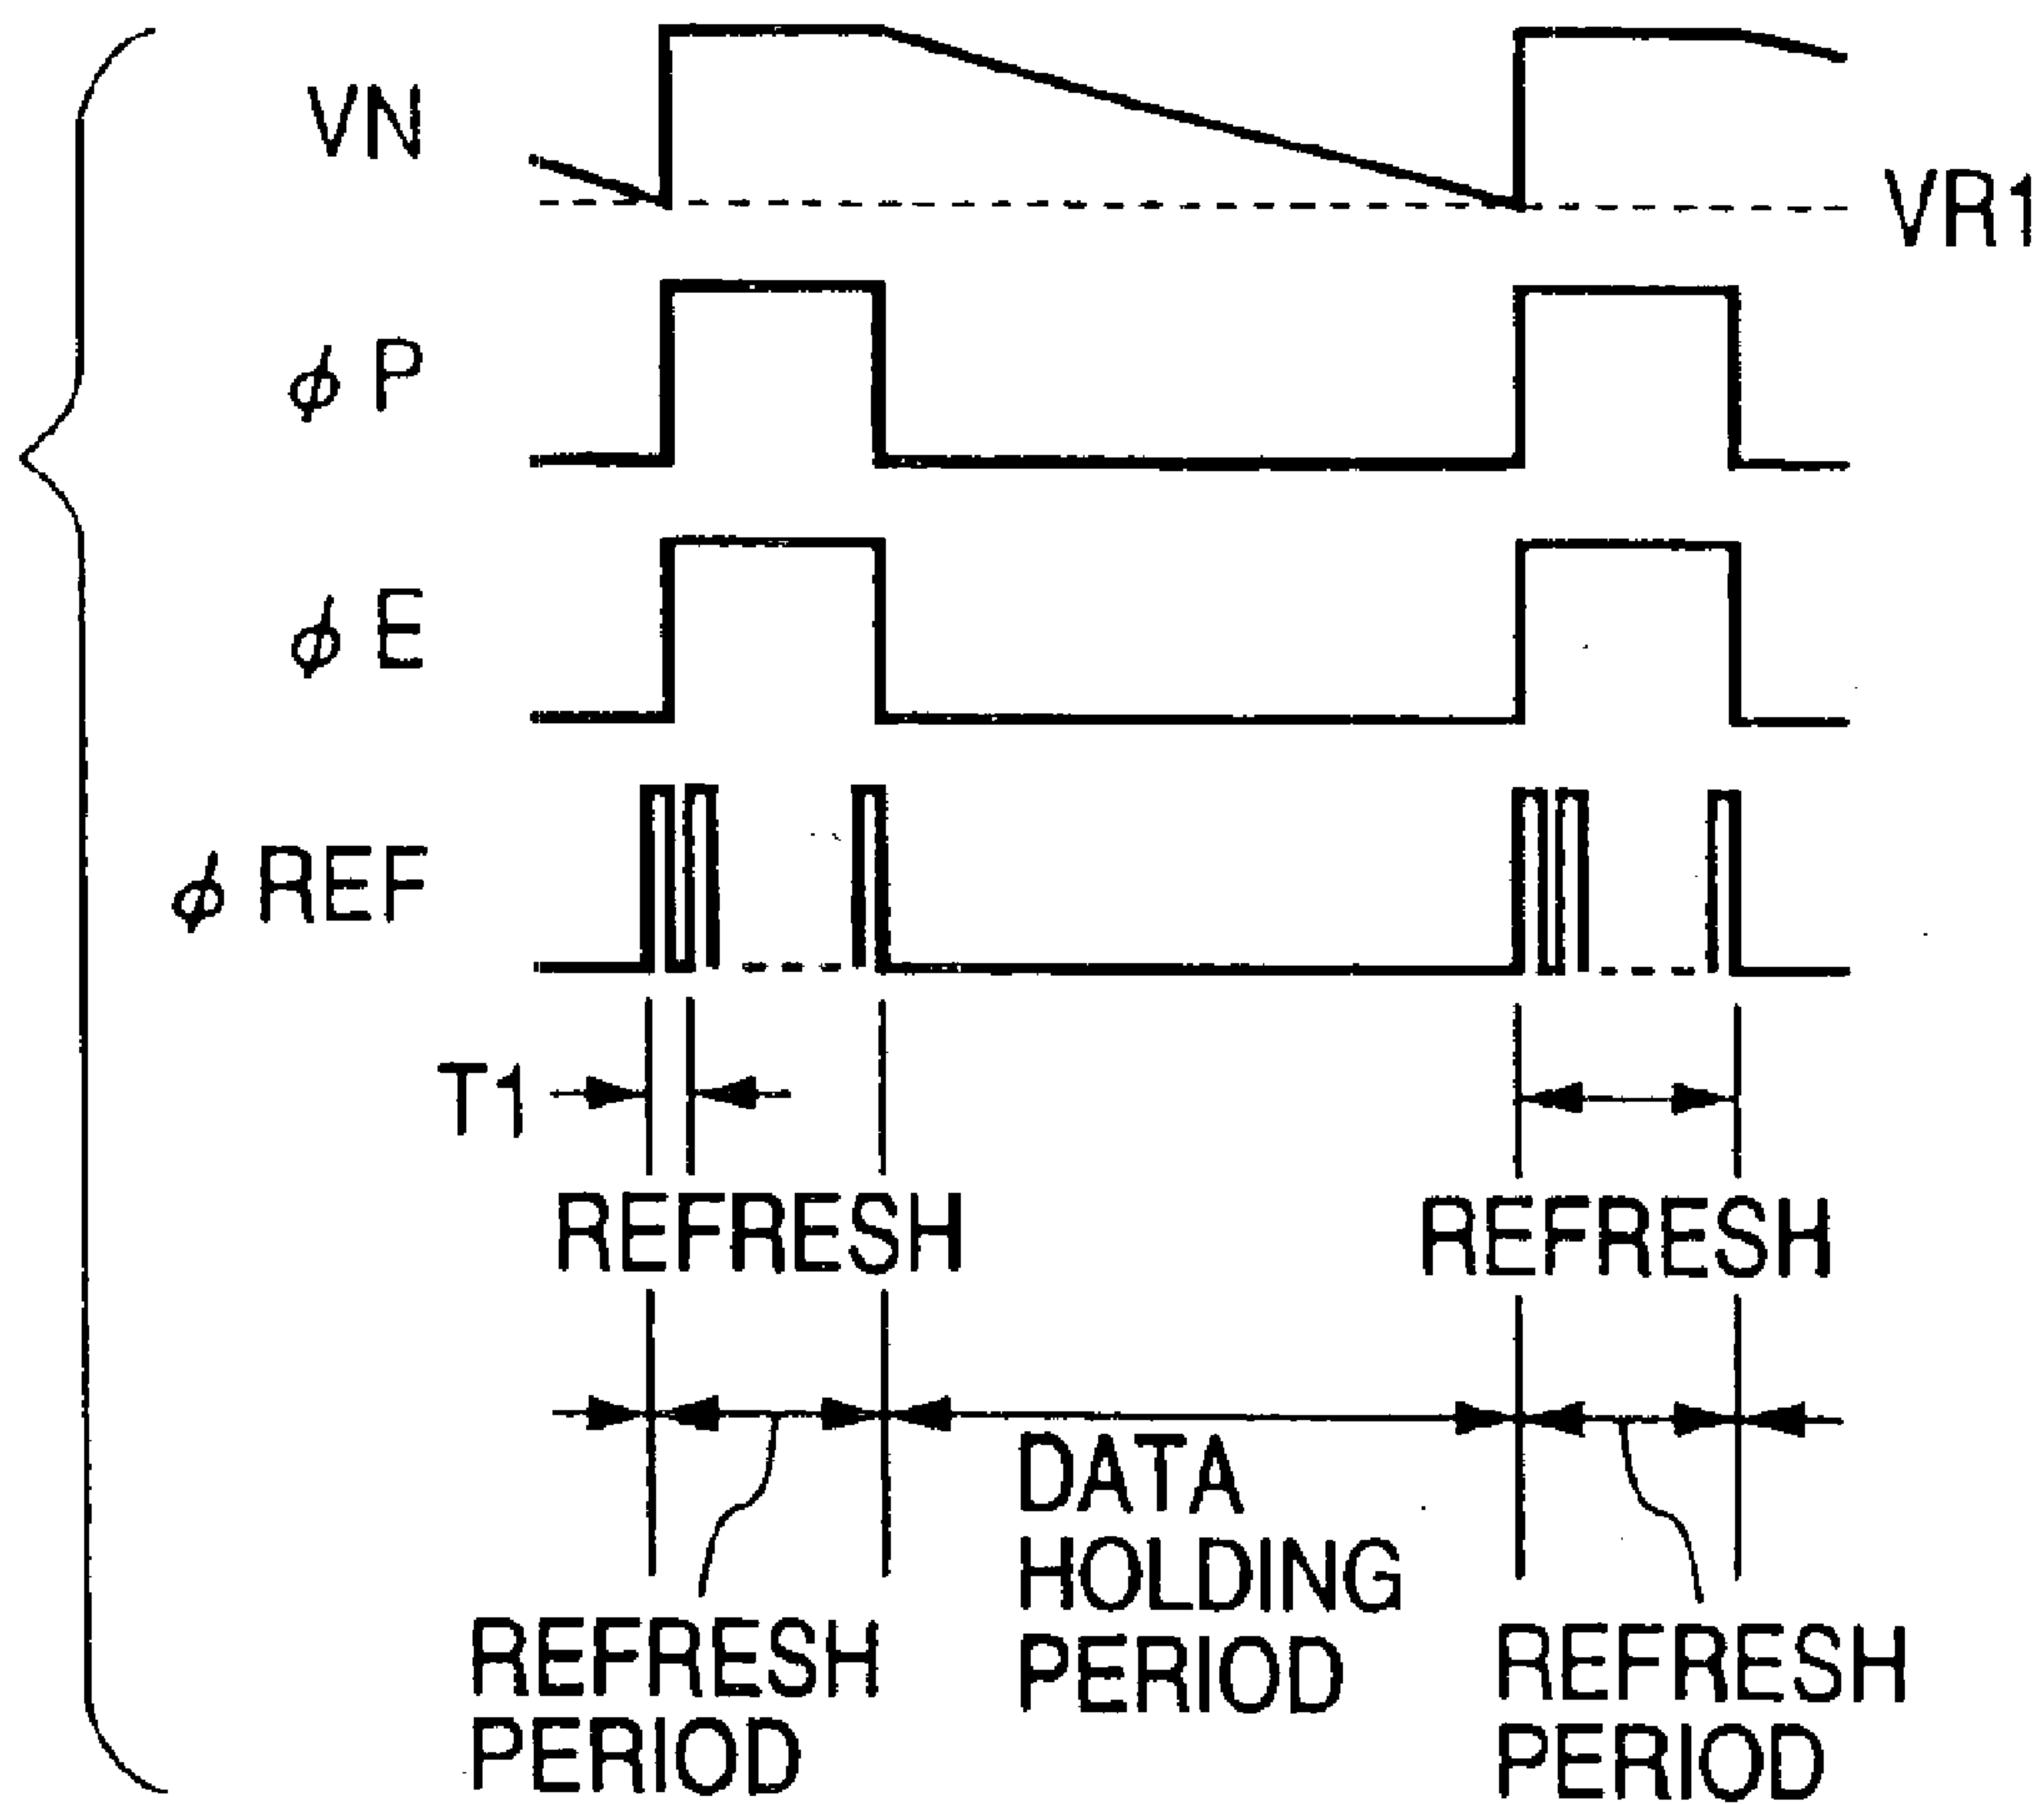 VN
VR1
ϕ P
ϕ E
ϕ REF
T1
REFRESH
REFRESH
DATA
HOLDING
PERIOD
REFRESH
PERIOD
REFRESH
PERIOD